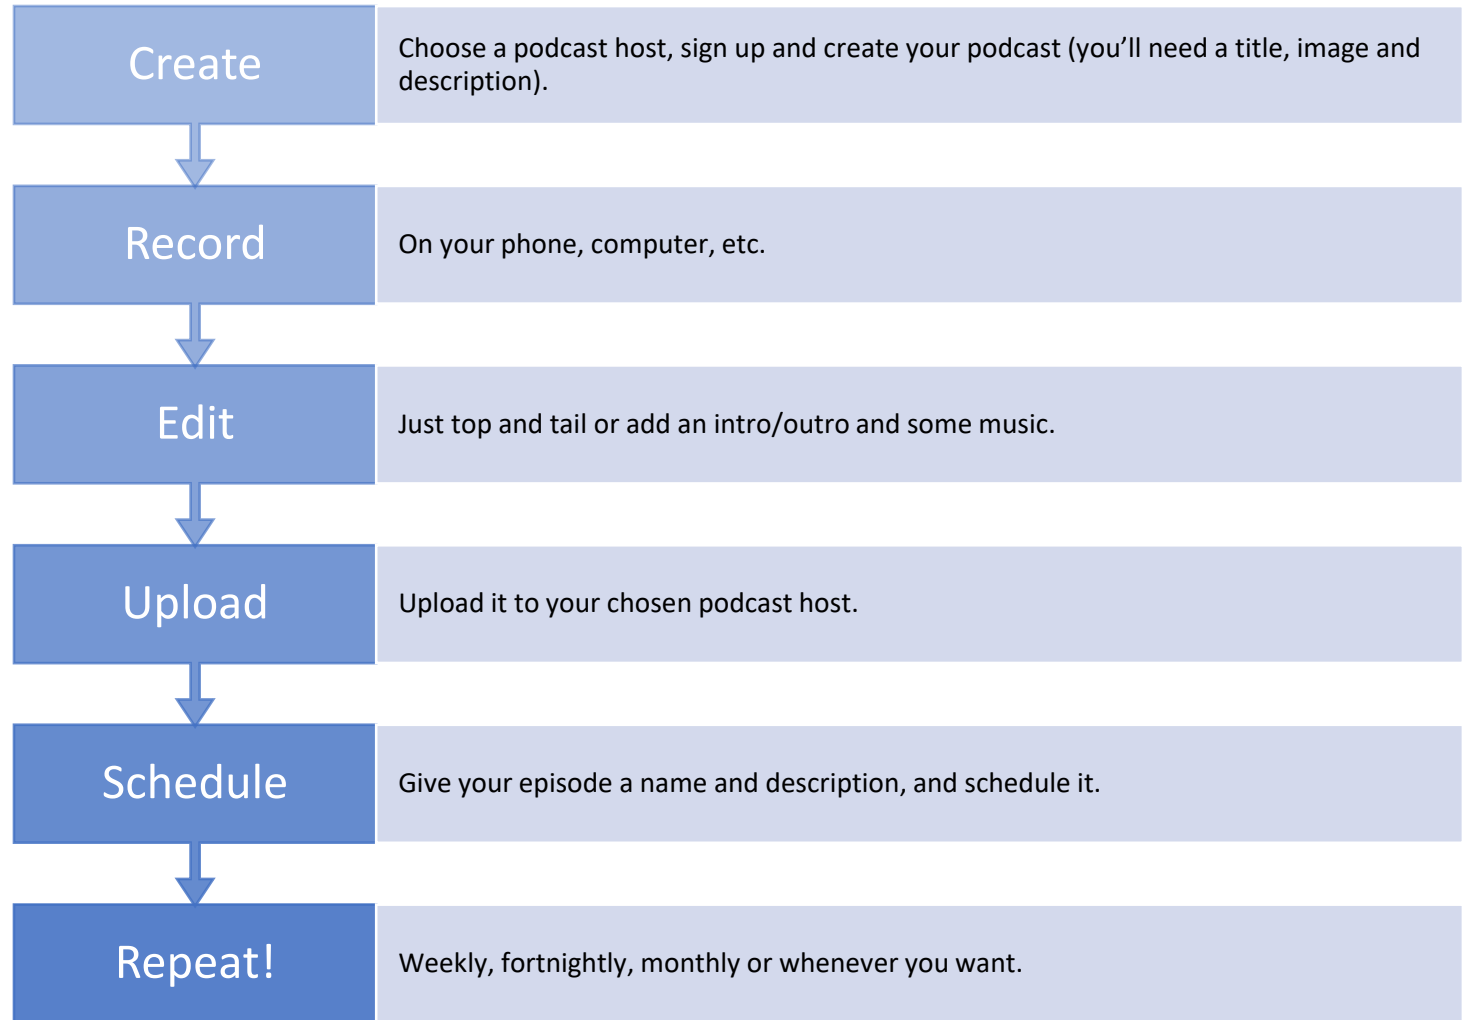 Create
Choose a podcast host, sign up and create your podcast (you’ll need a title, image and
description).
Record
On your phone, computer, etc.
Edit
Just top and tail or add an intro/outro and some music.
Upload
Upload it to your chosen podcast host.
Schedule
Give your episode a name and description, and schedule it.
Repeat!
Weekly, fortnightly, monthly or whenever you want.